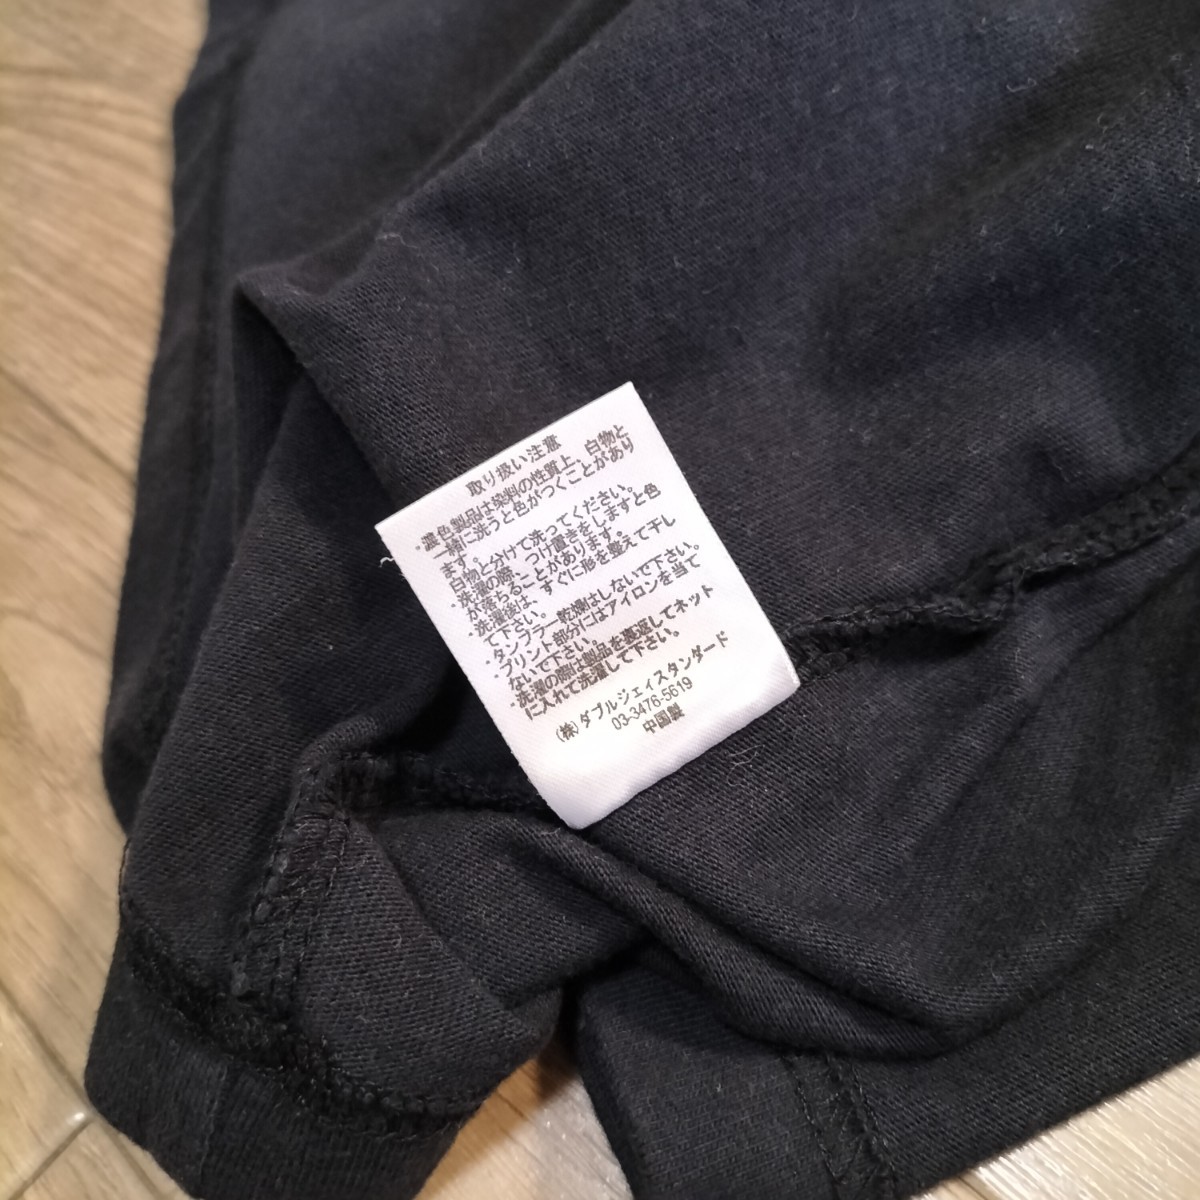 取り扱い注意
・濃色製品は染料の性質上、白物と
一緒に洗うと色がつくことがあり
ます。
白物と分けて洗ってください。
・洗濯の際、つけ置きをしますと色
が落ちることがあります。
・洗濯後は、すぐに形を整えて干し
て下さい。
・タンブラー乾燥はしないで下さい。
・プリント部分にはアイロンを当て
ないで下さい。
・洗濯の際は製品を裏返してネット
に入れて洗濯して下さい。
(株)ダブルジェイスタンダード
03-3476-5619
中国製